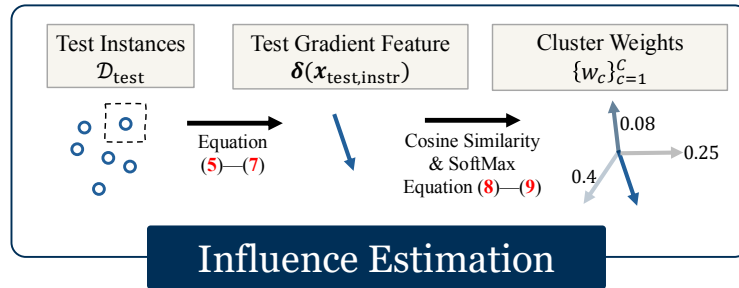 Test Instances
𝒟test
Test Gradient Feature
δ(xtest,instr)
Cluster Weights
{wc}Cc=1
Equation
(5)—(7)
Cosine Similarity
& SoftMax
Equation (8)—(9)
0.08
0.25
0.4
Influence Estimation